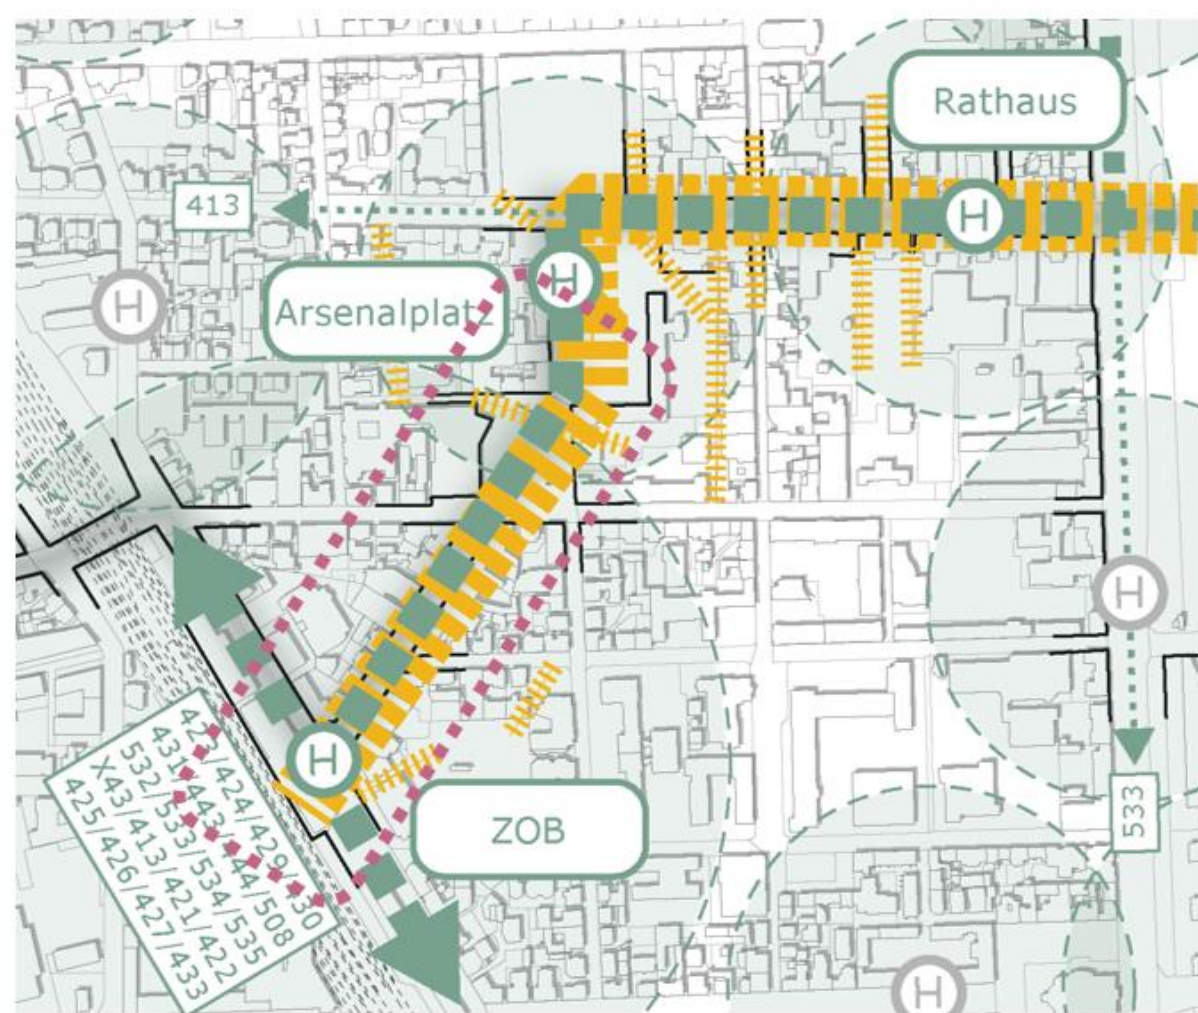 Rathaus
H
413
H
H
Arsenalplatz
H
H
423/424/429/430
431/443/444/508
532/533/534/535
X43/413/421/422
425/426/427/433
ZOB
533
H